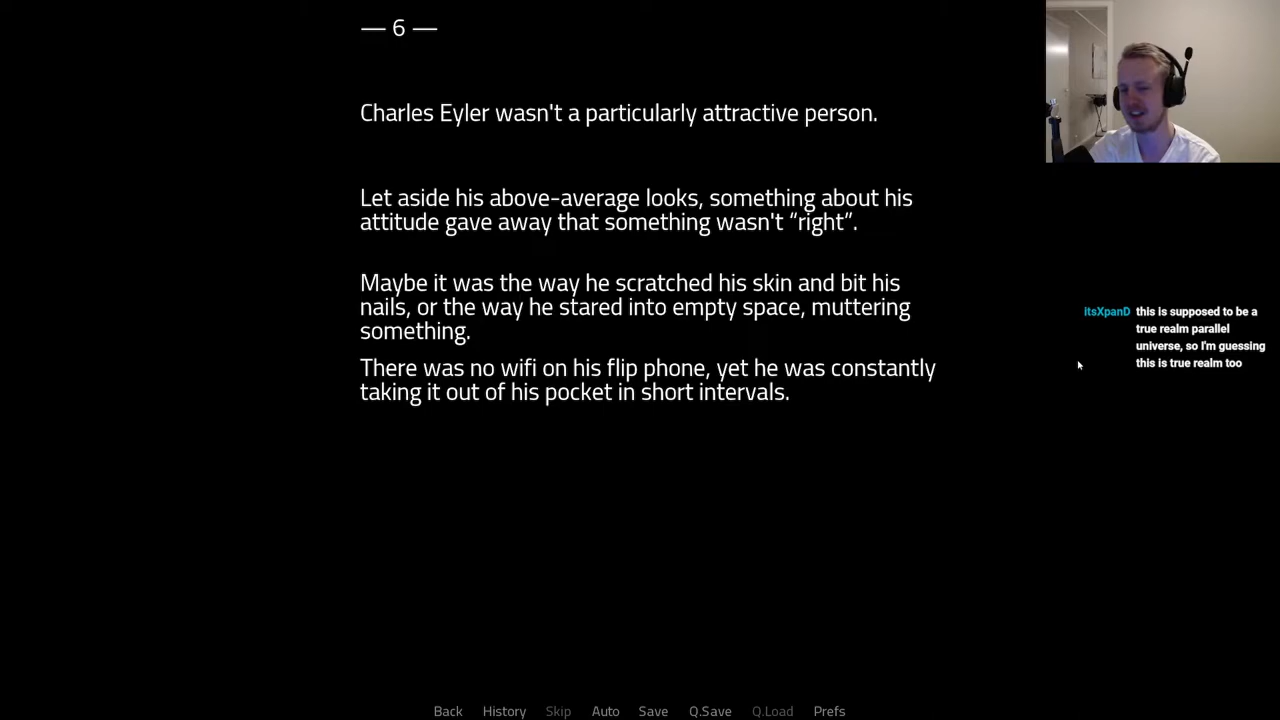 — 6 —
Charles Eyler wasn't a particularly attractive person.
Let aside his above-average looks, something about his
attitude gave away that something wasn't “right”.
Maybe it was the way he scratched his skin and bit his
nails, or the way he stared into empty space, muttering
something.
There was no wifi on his flip phone, yet he was constantly
taking it out of his pocket in short intervals.
itsXpanD this is supposed to be a
true realm parallel
universe, so I'm guessing
this is true realm too
Back History Skip Auto Save Q.Save Q.Load Prefs